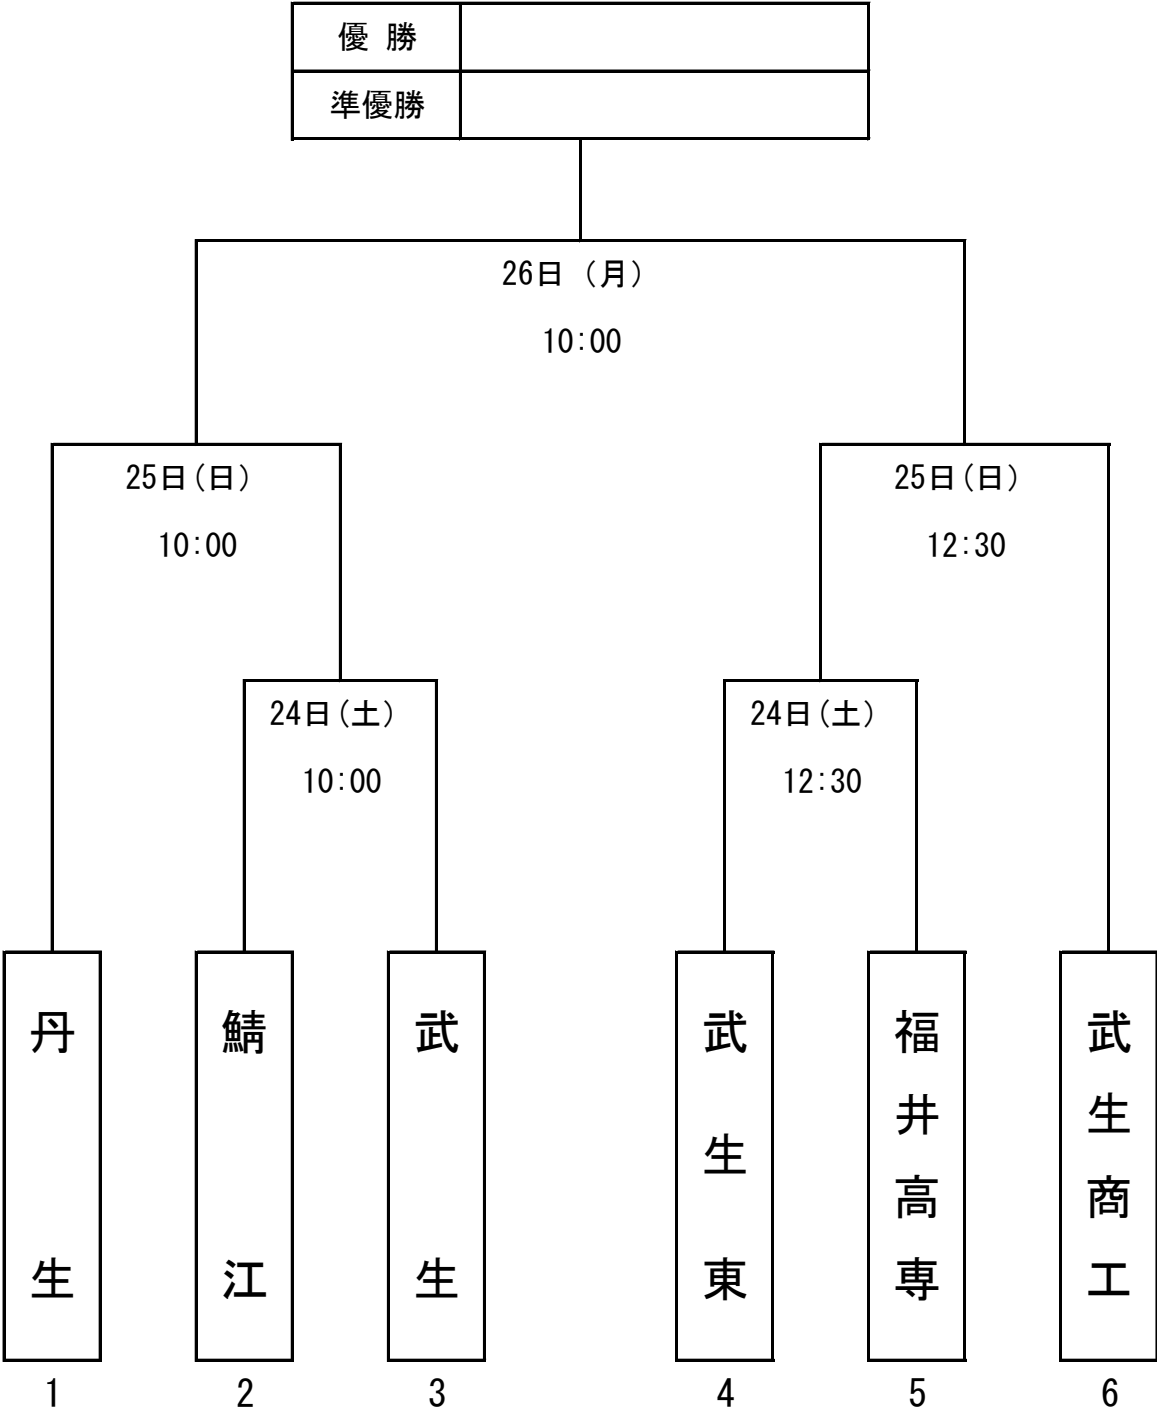 優 勝
準優勝
26日 (月)
10:00
25日(日)
10:00
25日(日)
12:30
24日(土)
10:00
24日(土)
12:30
丹生
鯖江
武生
武生東
福井高専
武生商工
1
2
3
4
5
6